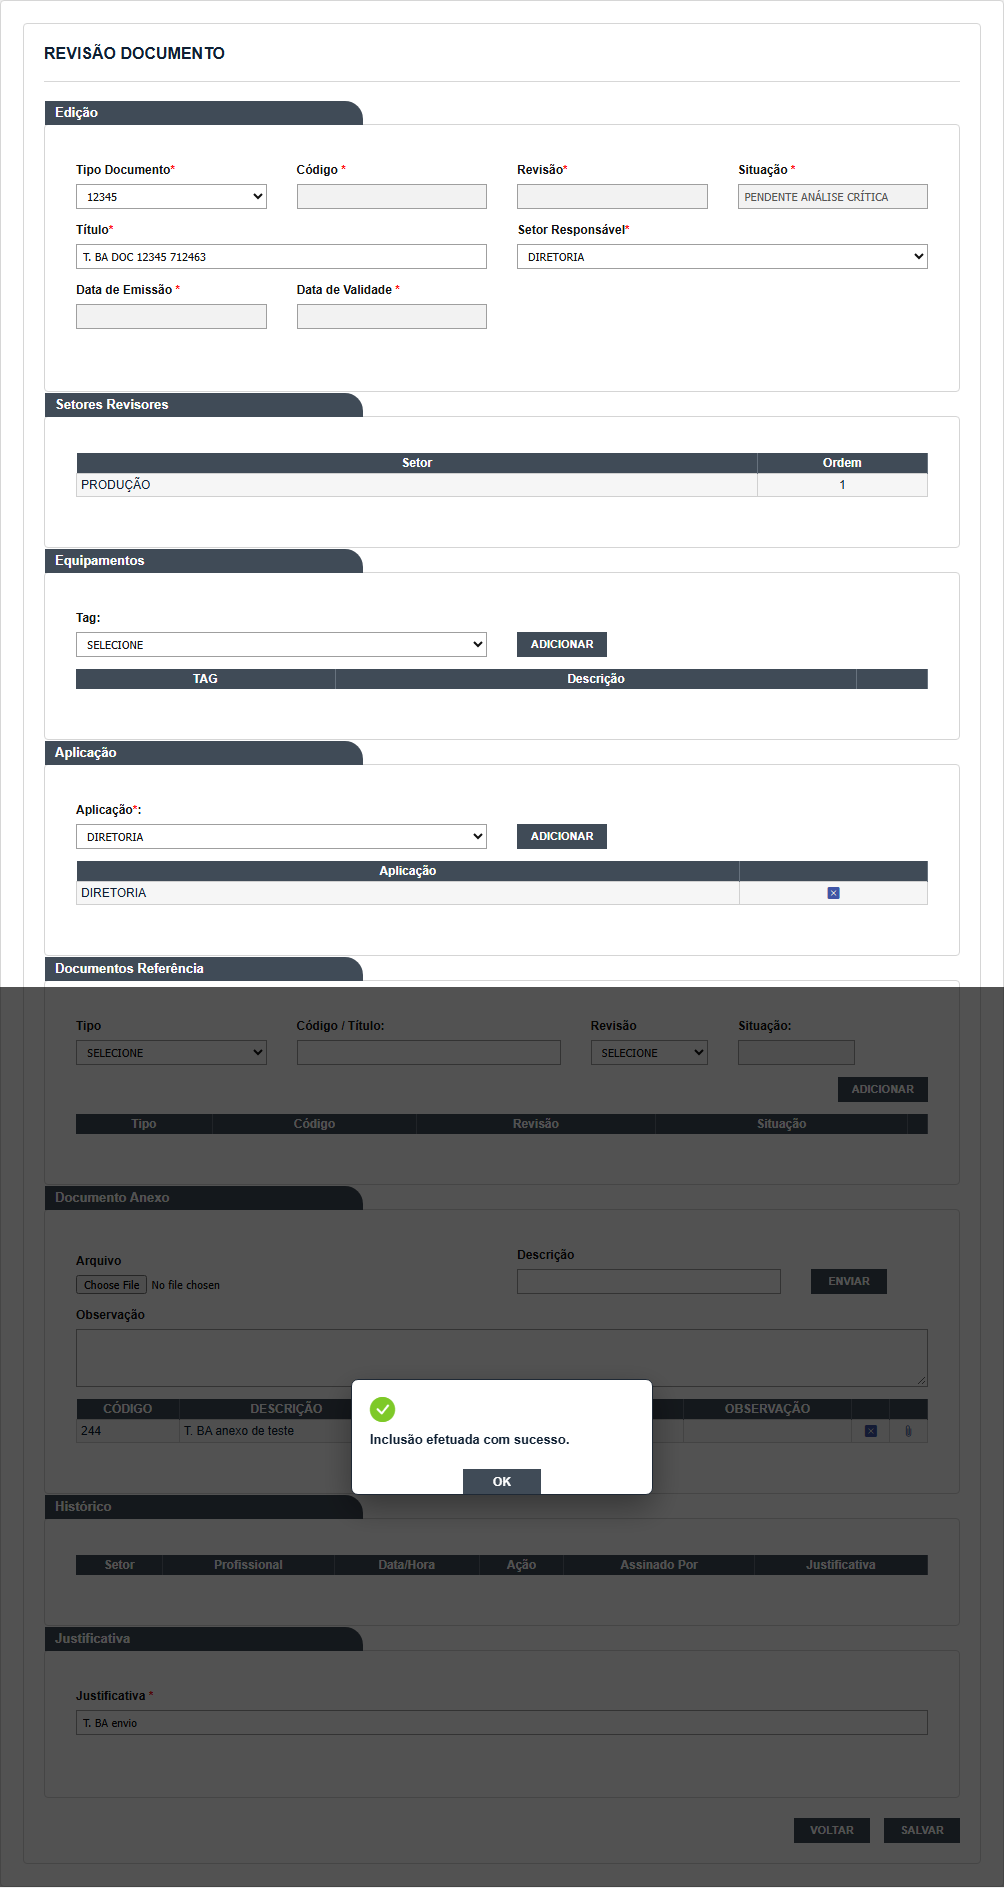 REVISÃO DOCUMENTO
Edição
Tipo Documento* Código * Revisão* Situação *
12345 PENDENTE ANÁLISE CRÍTICA
Título* Setor Responsável*
T. BA DOC 12345 712463 DIRETORIA
Data de Emissão * Data de Validade *
Setores Revisores
Setor Ordem
PRODUÇÃO 1
Equipamentos
Tag:
SELECIONE ADICIONAR
TAG Descrição
Aplicação
Aplicação*:
DIRETORIA ADICIONAR
Aplicação
DIRETORIA
Documentos Referência
Tipo Código / Título: Revisão Situação:
SELECIONE SELECIONE
ADICIONAR
Tipo Código Revisão Situação
Documento Anexo
Arquivo Descrição
Choose File No file chosen ENVIAR
Observação
CÓDIGO DESCRIÇÃO OBSERVAÇÃO
244 T. BA anexo de teste
Inclusão efetuada com sucesso.
OK
Histórico
Setor Profissional Data/Hora Ação Assinado Por Justificativa
Justificativa
Justificativa *
T. BA envio
VOLTAR SALVAR